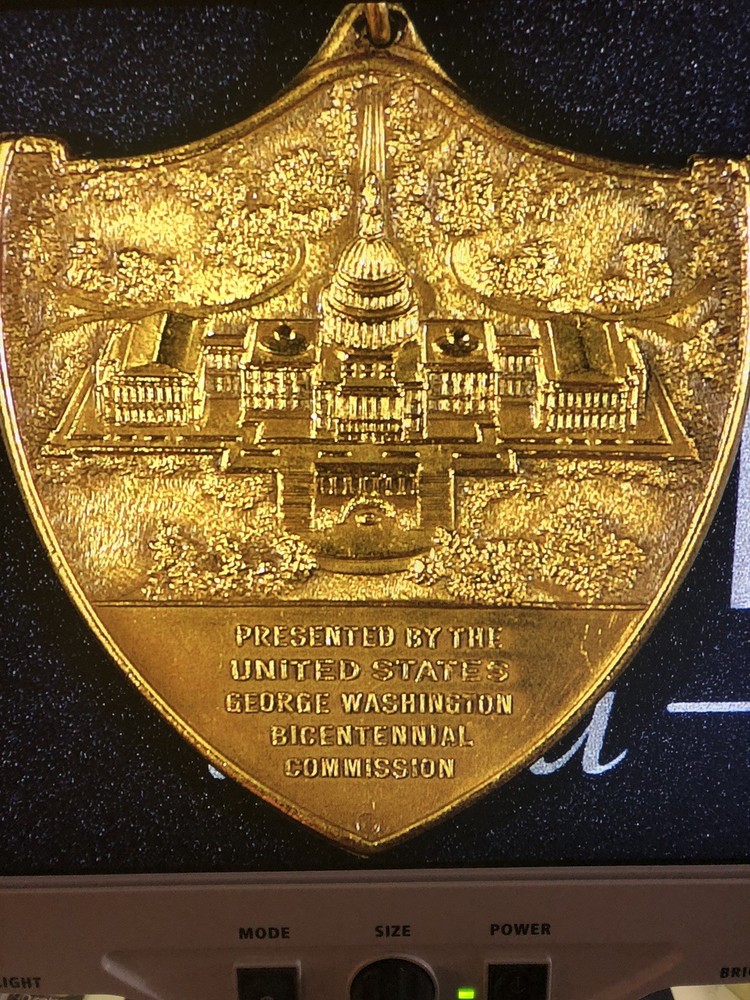 PRESENTED BY THE
UNITED STATES
GEORGE WASHINGTON
BICENTENNIAL
COMMISSION
MODE
SIZE
POWER